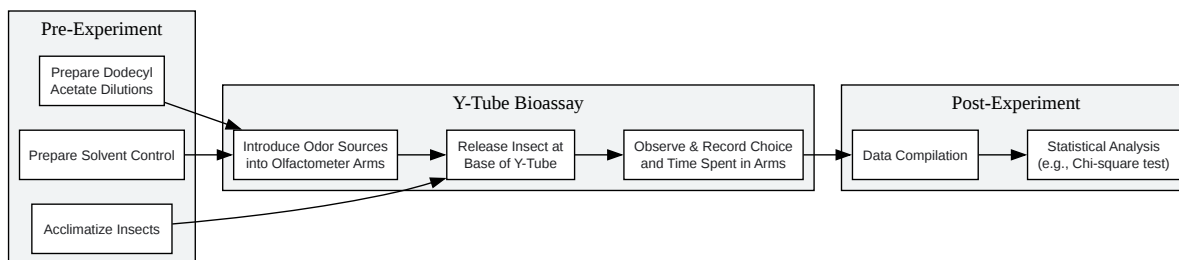 Pre-Experiment
Prepare Dodecyl
Acetate Dilutions
Prepare Solvent Control
Acclimatize Insects
Y-Tube Bioassay
Introduce Odor Sources
into Olfactometer Arms
Release Insect at
Base of Y-Tube
Observe & Record Choice
and Time Spent in Arms
Post-Experiment
Data Compilation
Statistical Analysis
(e.g., Chi-square test)